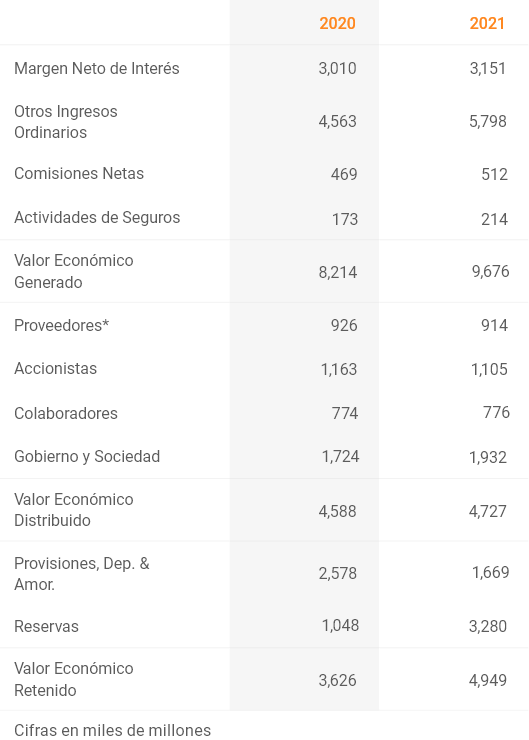 2020 2021
Margen Neto de Interés 3,010 3,151
Otros Ingresos
Ordinarios 4,563 5,798
Comisiones Netas 469 512
Actividades de Seguros 173 214
Valor Económico
Generado 8,214 9,676
Proveedores* 926 914
Accionistas 1,163 1,105
Colaboradores 774 776
Gobierno y Sociedad 1,724 1,932
Valor Económico
Distribuido 4,588 4,727
Provisiones, Dep. &
Amor. 2,578 1,669
Reservas 1,048 3,280
Valor Económico
Retenido 3,626 4,949
Cifras en miles de millones